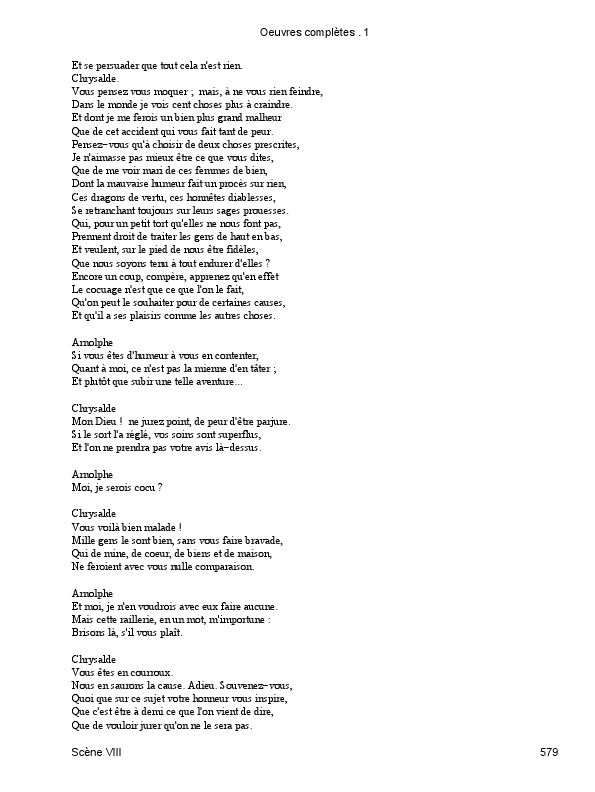 Oeuvres complètes . 1
Et se persuader que tout cela n'est rien.
Chrysalde.
Vous pensez vous moquer ; mais, à ne vous rien feindre,
Dans le monde je vois cent choses plus à craindre.
Et dont je me ferois un bien plus grand malheur
Que de cet accident qui vous fait tant de peur.
Pensez-vous qu'à choisir de deux choses prescrites,
Je n'aimasse pas mieux être ce que vous dites,
Que de me voir mari de ces femmes de bien,
Dont la mauvaise humeur fait un procès sur rien,
Ces dragons de vertu, ces honnêtes diablesses,
Se retranchant toujours sur leurs sages prouesses.
Qui, pour un petit tort qu'elles ne nous font pas,
Prennent droit de traiter les gens de haut en bas,
Et veulent, sur le pied de nous être fidèles,
Que nous soyons tenu à tout endurer d'elles ?
Encore un coup, compère, apprenez qu'en effet
Le cocuage n'est que ce que l'on le fait,
Qu'on peut le souhaiter pour de certaines causes,
Et qu'il a ses plaisirs comme les autres choses.
Arnolphe
Si vous êtes d'humeur à vous en contenter,
Quant à moi, ce n'est pas la mienne d'en tâter ;
Et plutôt que subir une telle aventure...
Chrysalde
Mon Dieu ! ne jurez point, de peur d'être parjure.
Si le sort l'a réglé, vos soins sont superflus,
Et l'on ne prendra pas votre avis là-dessus.
Arnolphe
Moi, je serois cocu ?
Chrysalde
Vous voilà bien malade !
Mille gens le sont bien, sans vous faire bravade,
Qui de mine, de coeur, de biens et de maison,
Ne feroient avec vous nulle comparaison.
Arnolphe
Et moi, je n'en voudrois avec eux faire aucune.
Mais cette raillerie, en un mot, m'importune :
Brisons là, s'il vous plaît.
Chrysalde
Vous êtes en courroux.
Nous en saurons la cause. Adieu. Souvenez-vous,
Quoi que sur ce sujet votre honneur vous inspire,
Que c'est être à demi ce que l'on vient de dire,
Que de vouloir jurer qu'on ne le sera pas.
Scène VIII 579